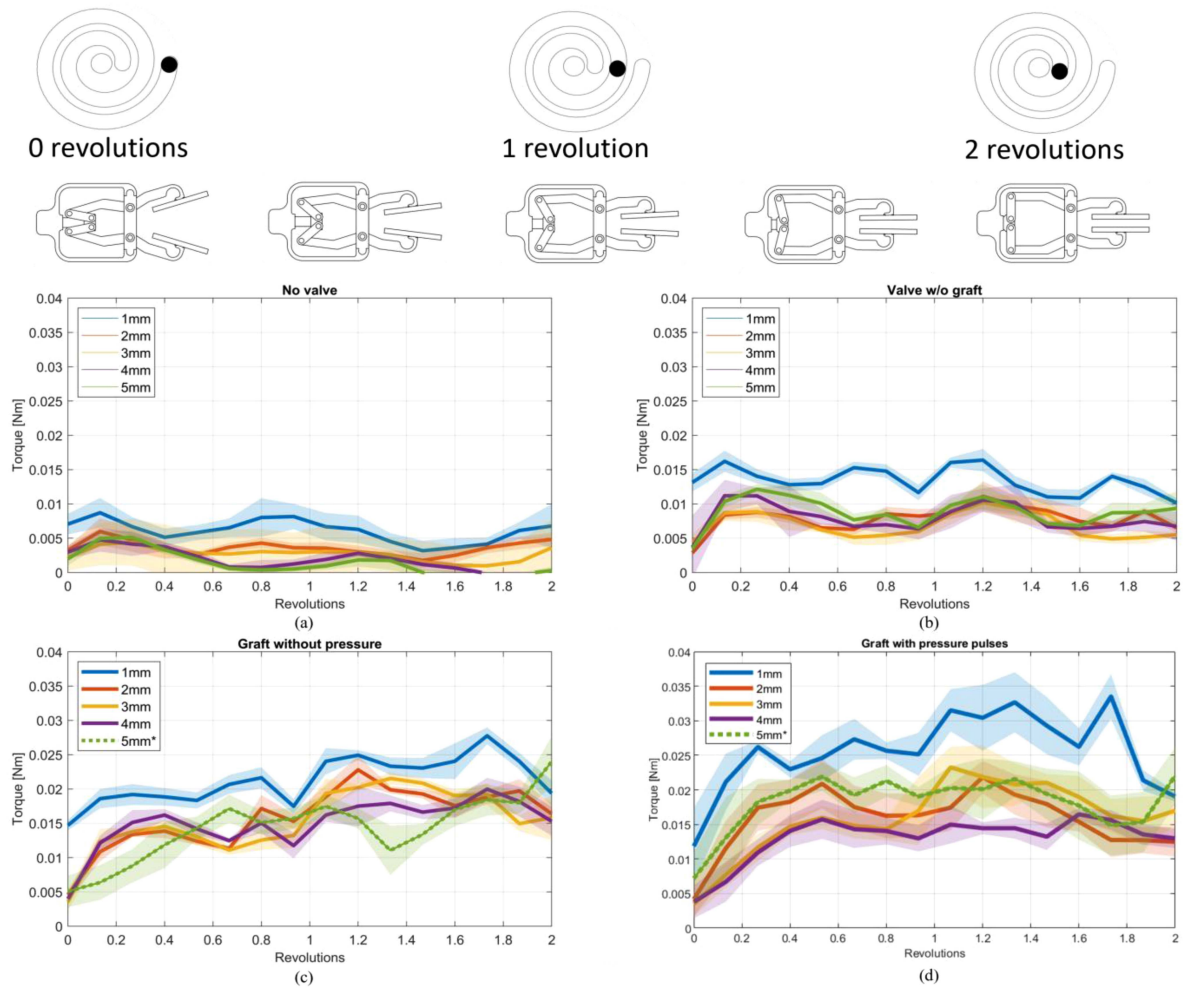 0 revolutions
1 revolution
2 revolutions
No valve
0.04
0.035
0.03
0.025
0.02
0.015
0.01
0.005
0
Torque [Nm]
1mm
2mm
3mm
4mm
5mm
0 0.2 0.4 0.6 0.8 1 1.2 1.4 1.6 1.8 2
Revolutions
(a)
Valve w/o graft
0.04
0.035
0.03
0.025
0.02
0.015
0.01
0.005
0
Torque [Nm]
1mm
2mm
3mm
4mm
5mm
0 0.2 0.4 0.6 0.8 1 1.2 1.4 1.6 1.8 2
Revolutions
(b)
Graft without pressure
0.04
0.035
0.03
0.025
0.02
0.015
0.01
0.005
0
Torque [Nm]
1mm
2mm
3mm
4mm
5mm*
0 0.2 0.4 0.6 0.8 1 1.2 1.4 1.6 1.8 2
Revolutions
(c)
Graft with pressure pulses
0.04
0.035
0.03
0.025
0.02
0.015
0.01
0.005
0
Torque [Nm]
1mm
2mm
3mm
4mm
5mm*
0 0.2 0.4 0.6 0.8 1 1.2 1.4 1.6 1.8 2
Revolutions
(d)